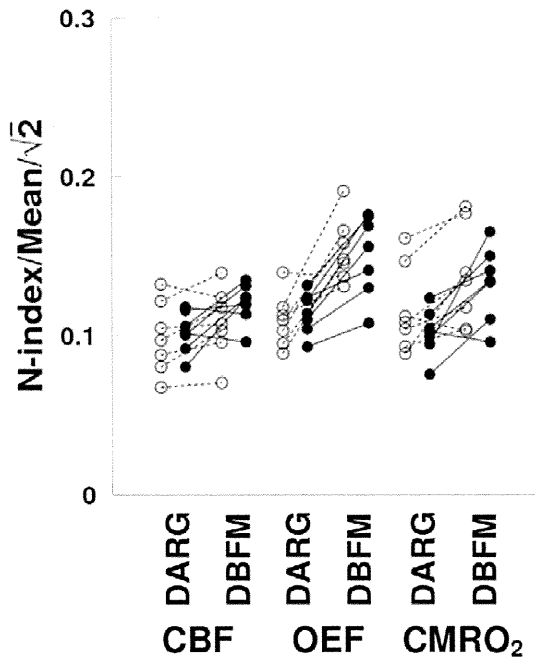 0.3
0.2
0.1
0
N-index/Mean/√2
DARG DBFM DARG DBFM DARG DBFM
CBF OEF CMRO₂